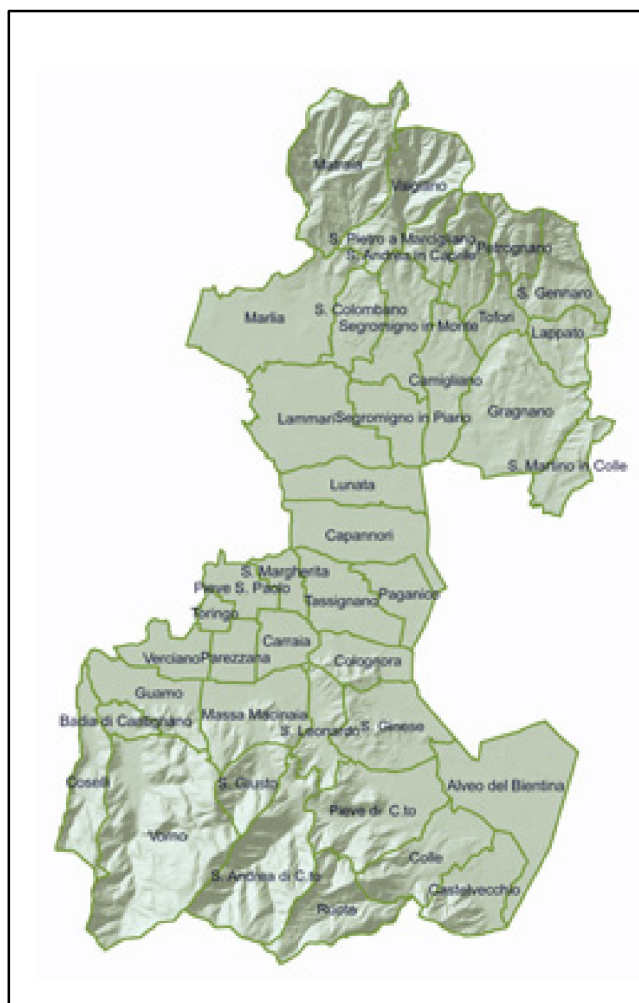 Matraia
Valgiano
S. Pietro a Marcigliano
S. Andrea in Caprile
Petrognano
S. Gennaro
S. Colombano
Marlia
Segromigno in Monte
Tofori
Lappato
Camigliano
Gragnano
Lammari
Segromigno in Piano
S. Martino in Colle
Lunata
Capannori
S. Margherita
Pieve S. Paolo
Tassignano
Paganico
Toringo
Carraia
Verciano
Parezzana
Colognora
Guamo
Massa Macinaia
Badia di Cantignano
S. Leonardo
S. Ginese
Coselli
S. Giusto
Alveo del Bientina
Vorno
Pieve di C.to
Colle
S. Andrea di C.to
Castelvecchio
Ruota